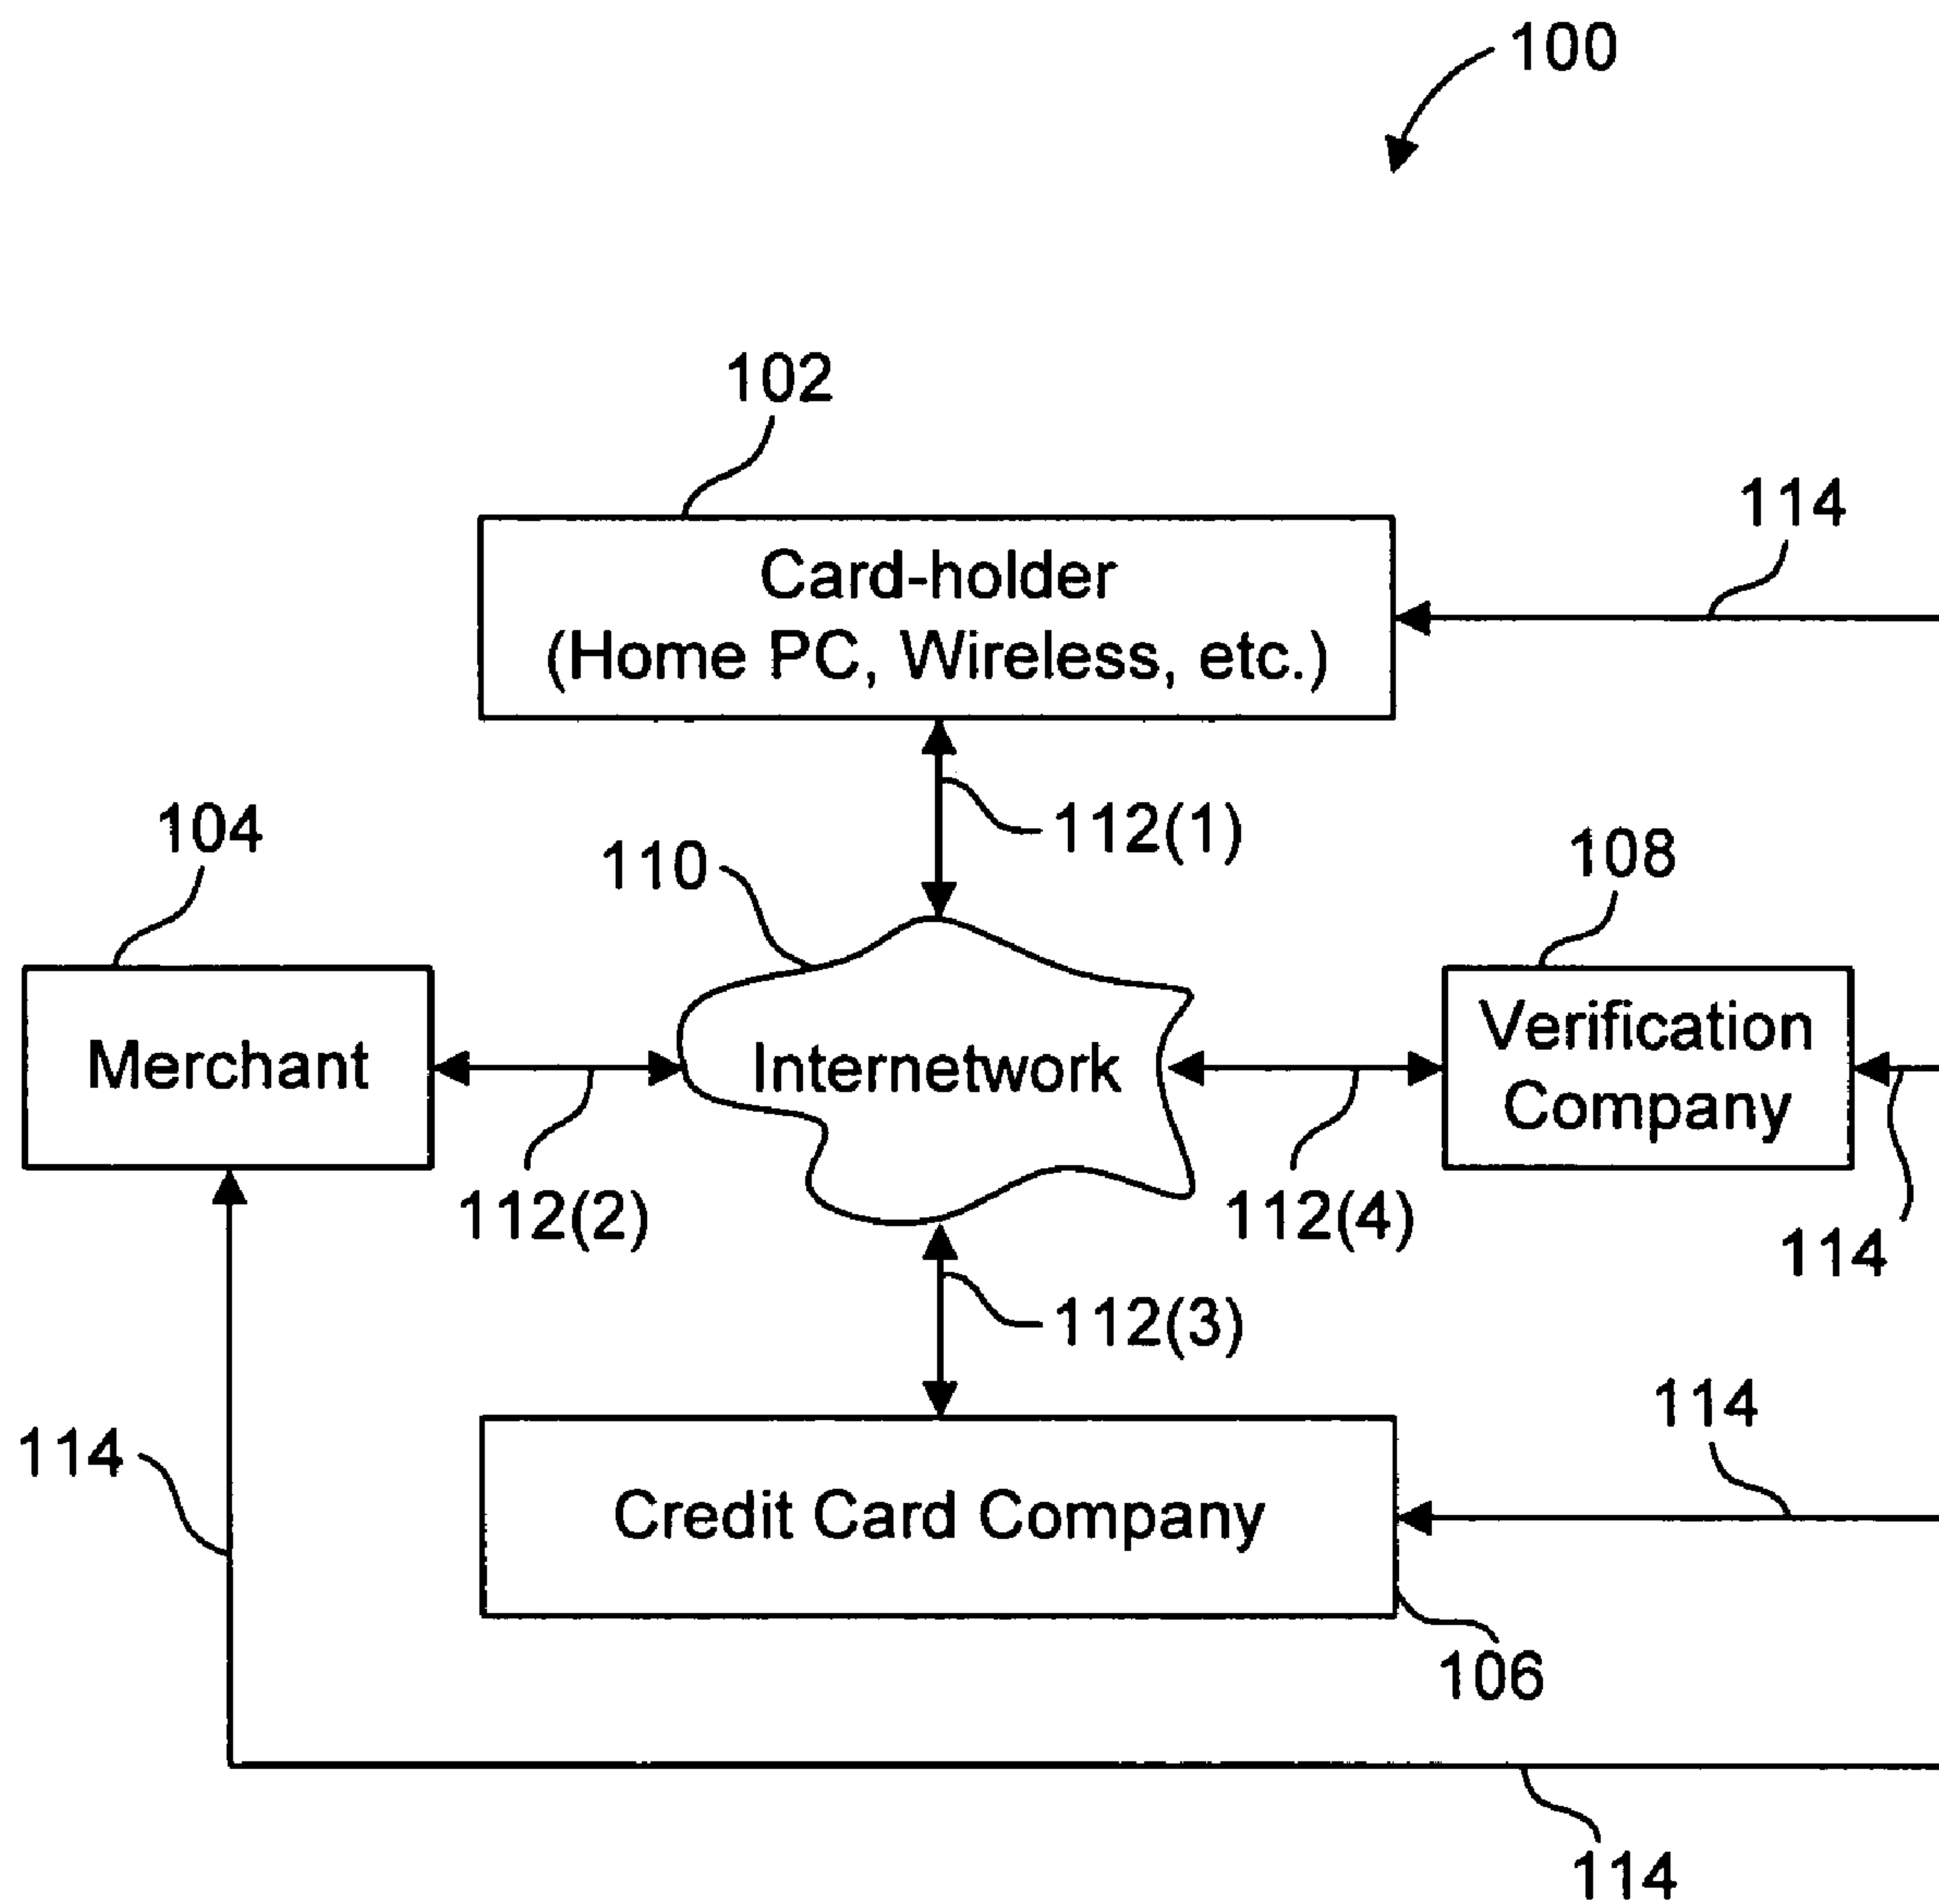 100
102
Card-holder
(Home PC, Wireless, etc.)
114
112(1)
104
110
108
Merchant
Internetwork
Verification
Company
112(2)
112(4)
114
112(3)
114
114
Credit Card Company
106
114